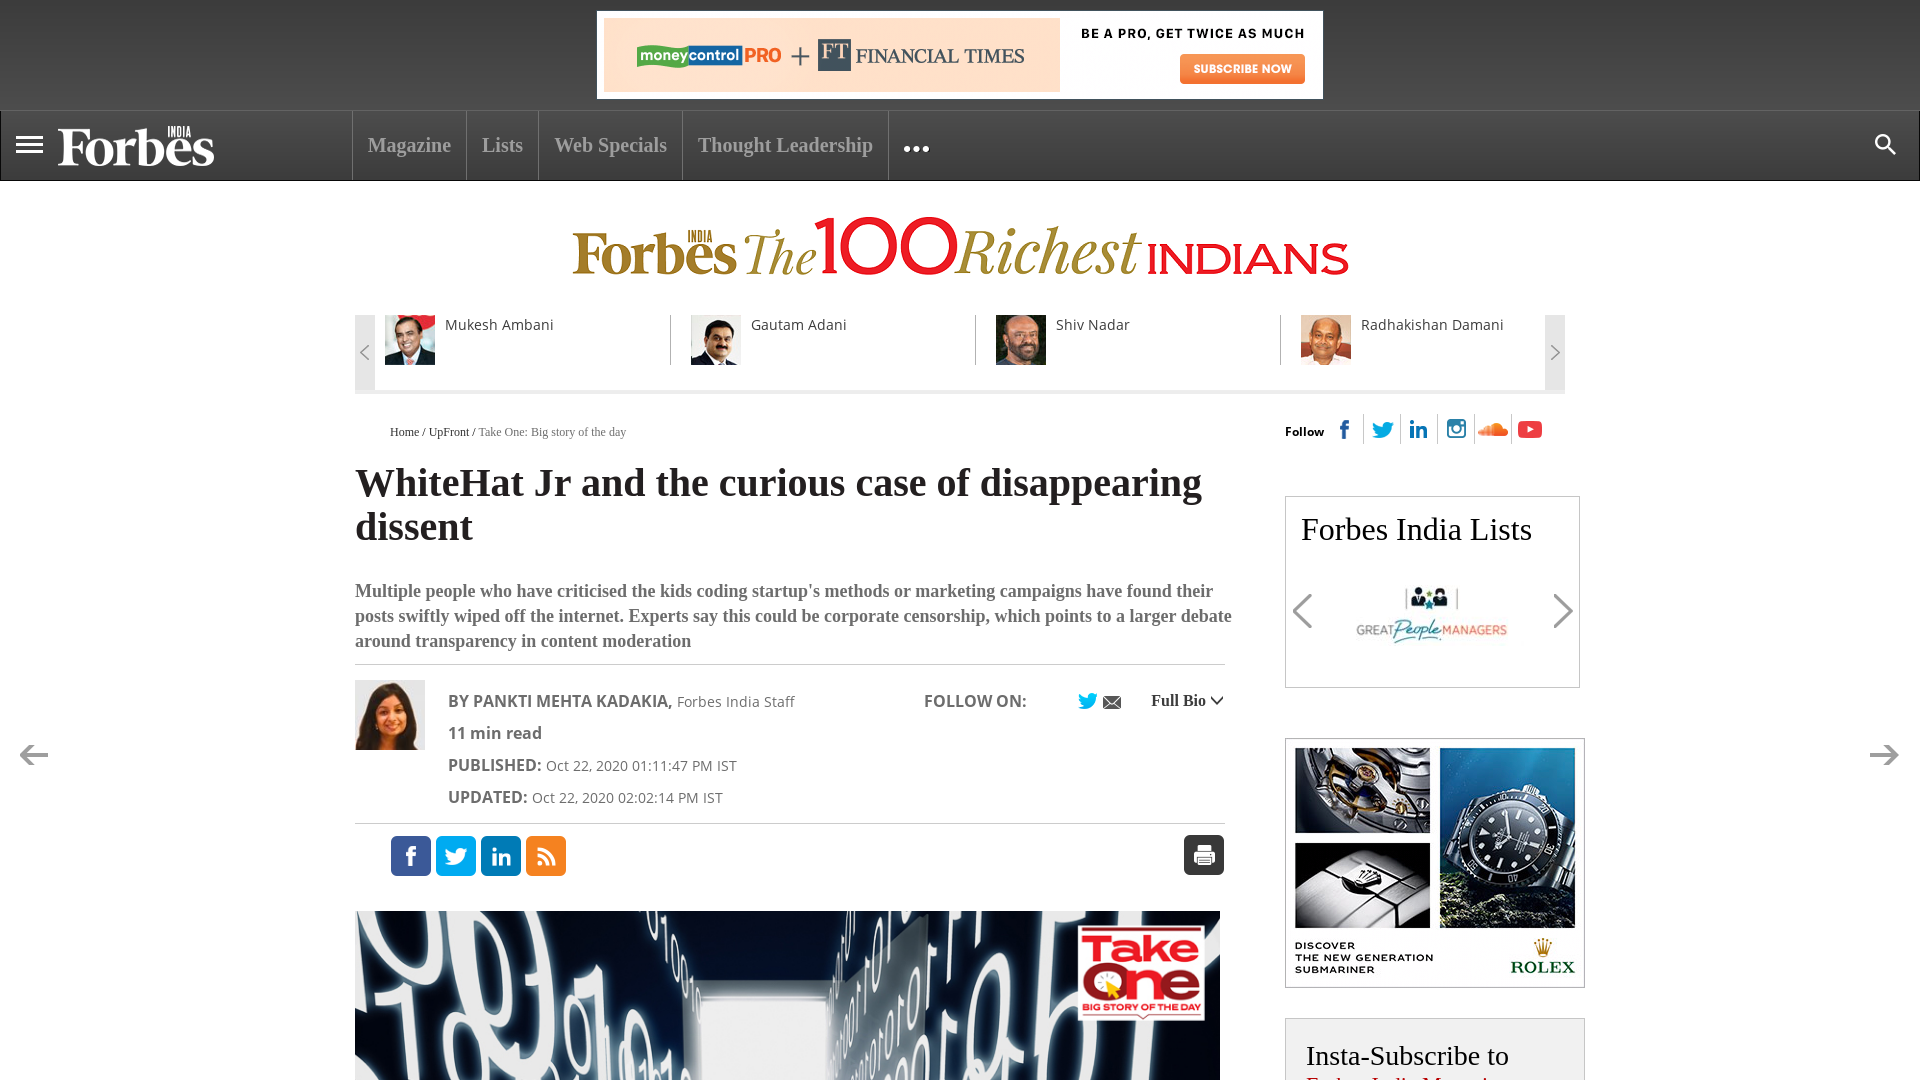 moneycontrol PRO + FT FINANCIAL TIMES
BE A PRO, GET TWICE AS MUCH
SUBSCRIBE NOW
Forbes INDIA
Magazine
Lists
Web Specials
Thought Leadership
Forbes INDIA The 100 Richest INDIANS
Mukesh Ambani
Gautam Adani
Shiv Nadar
Radhakishan Damani
Home / UpFront / Take One: Big story of the day
Follow
WhiteHat Jr and the curious case of disappearing
dissent
Multiple people who have criticised the kids coding startup's methods or marketing campaigns have found their
posts swiftly wiped off the internet. Experts say this could be corporate censorship, which points to a larger debate
around transparency in content moderation
BY PANKTI MEHTA KADAKIA, Forbes India Staff
FOLLOW ON:
Full Bio
11 min read
PUBLISHED: Oct 22, 2020 01:11:47 PM IST
UPDATED: Oct 22, 2020 02:02:14 PM IST
Take
One
BIG STORY OF THE DAY
Forbes India Lists
GREAT People MANAGERS
DISCOVER
THE NEW GENERATION
SUBMARINER
ROLEX
Insta-Subscribe to